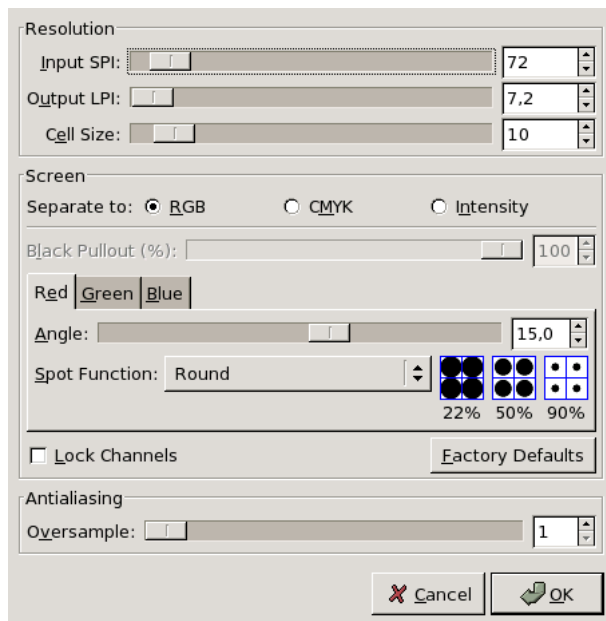 Resolution
Input SPI: 72
Output LPI: 7,2
Cell Size: 10
Screen
Separate to: RGB CMYK Intensity
Black Pullout (%): 100
Red Green Blue
Angle: 15,0
Spot Function: Round
22% 50% 90%
Lock Channels Factory Defaults
Antialiasing
Oversample: 1
Cancel OK